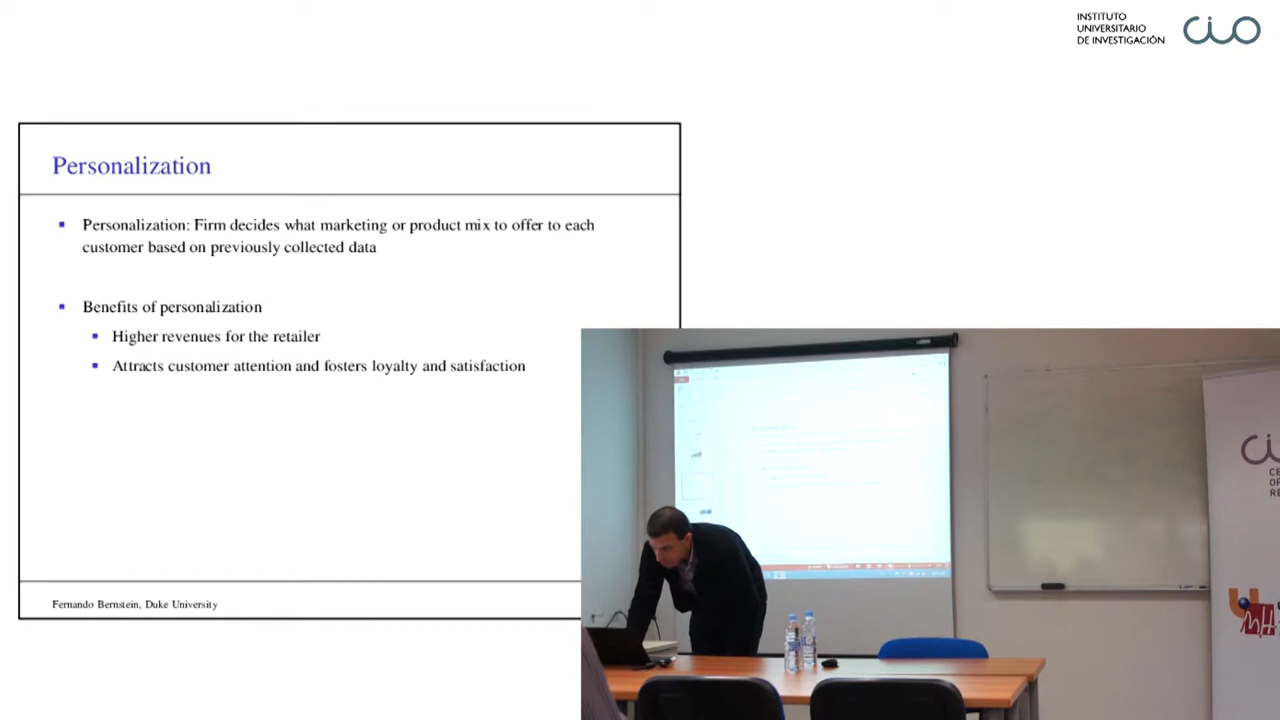 INSTITUTO
UNIVERSITARIO
DE INVESTIGACIÓN
cio
Personalization
▪ Personalization: Firm decides what marketing or product mix to offer to each
customer based on previously collected data
▪ Benefits of personalization
▪ Higher revenues for the retailer
▪ Attracts customer attention and fosters loyalty and satisfaction
Fernando Bernstein, Duke University